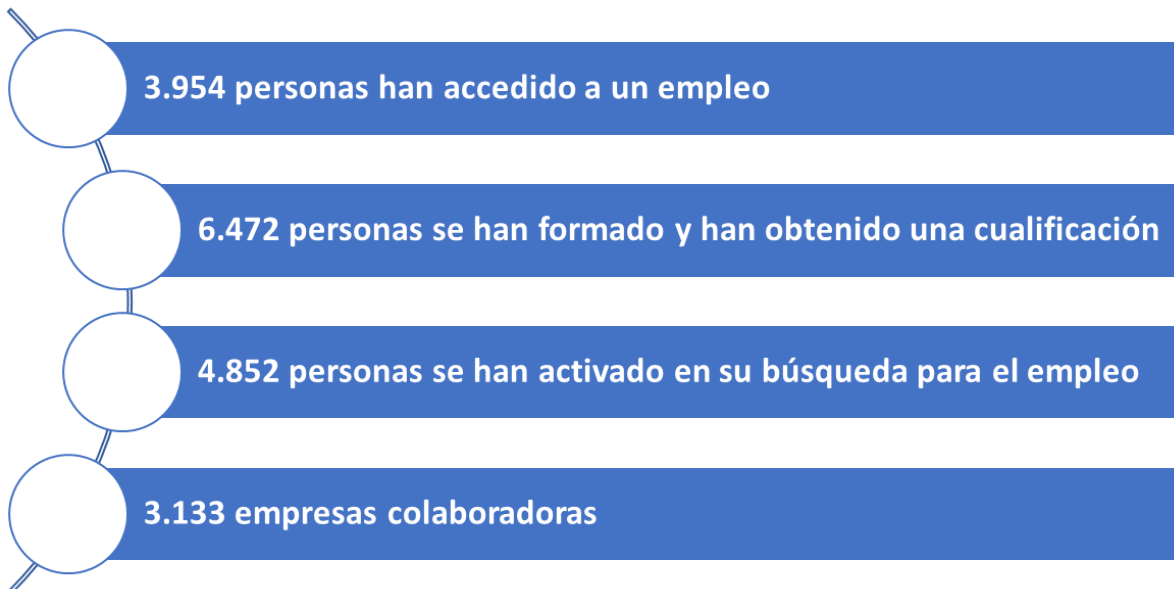 3.954 personas han accedido a un empleo
6.472 personas se han formado y han obtenido una cualificación
4.852 personas se han activado en su búsqueda para el empleo
3.133 empresas colaboradoras